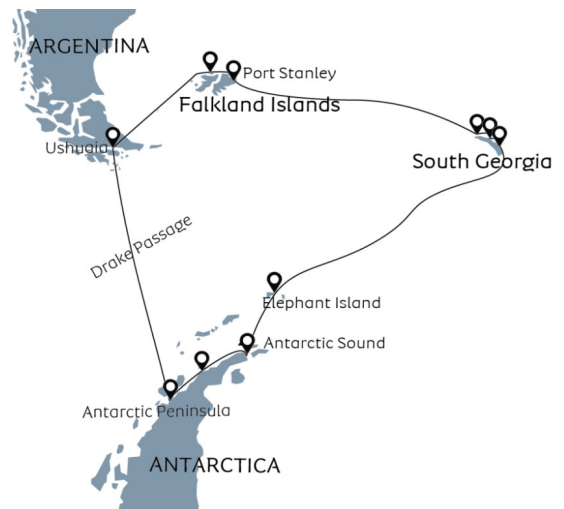 ARGENTINA
Port Stanley
Falkland Islands
Ushuaia
South Georgia
Drake Passage
Elephant Island
Antarctic Sound
Antarctic Peninsula
ANTARCTICA